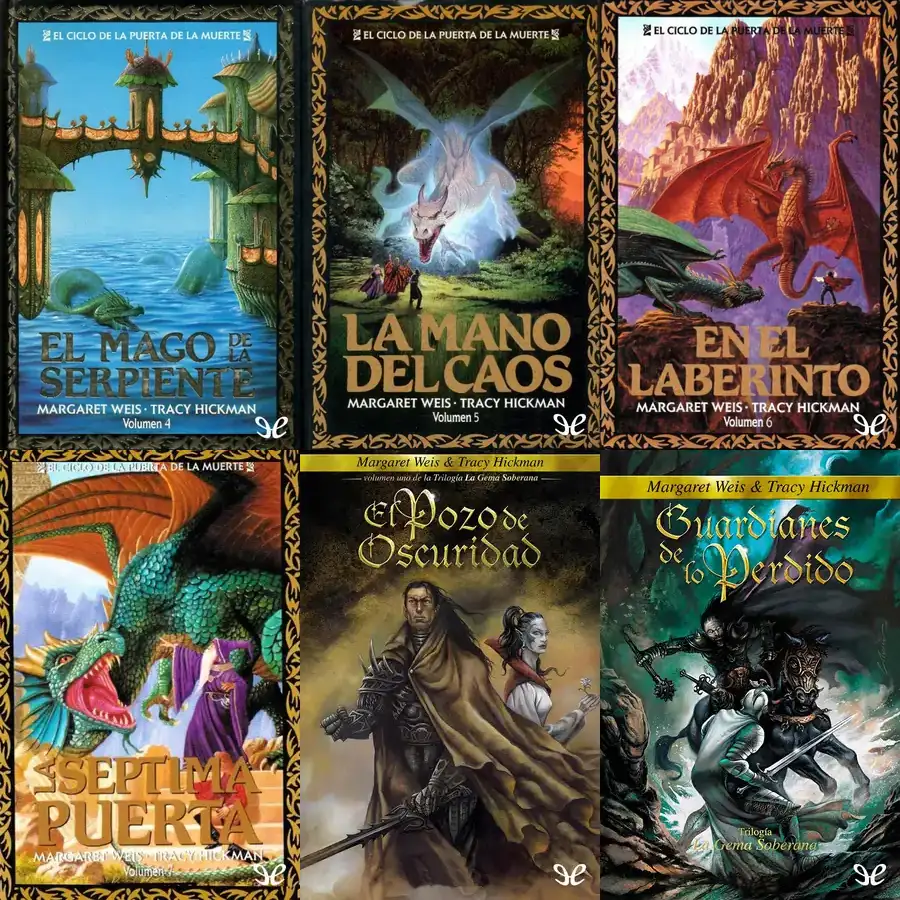 EL CICLO DE LA PUERTA DE LA MUERTE
EL MAGO DE LA
SERPIENTE
MARGARET WEIS · TRACY HICKMAN
Volumen 4
EL CICLO DE LA PUERTA DE LA MUERTE
LA MANO
DEL CAOS
MARGARET WEIS · TRACY HICKMAN
Volumen 5
EL CICLO DE LA PUERTA DE LA MUERTE
EN EL
LABERINTO
MARGARET WEIS · TRACY HICKMAN
Volumen 6
EL CICLO DE LA PUERTA DE LA MUERTE
LA SEPTIMA
PUERTA
MARGARET WEIS · TRACY HICKMAN
Volumen 7
Margaret Weis & Tracy Hickman
volumen uno de la Trilogía La Gema Soberana
El Pozo de
Oscuridad
Margaret Weis & Tracy Hickman
Guardianes
de lo Perdido
Trilogía
La Gema Soberana